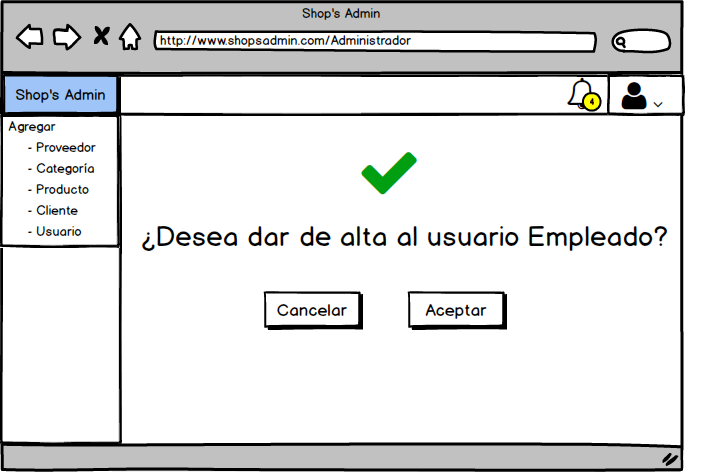 Shop's Admin
http://www.shopsadmin.com/Administrador
Shop's Admin
4
Agregar
- Proveedor
- Categoría
- Producto
- Cliente
- Usuario
¿Desea dar de alta al usuario Empleado?
Cancelar
Aceptar